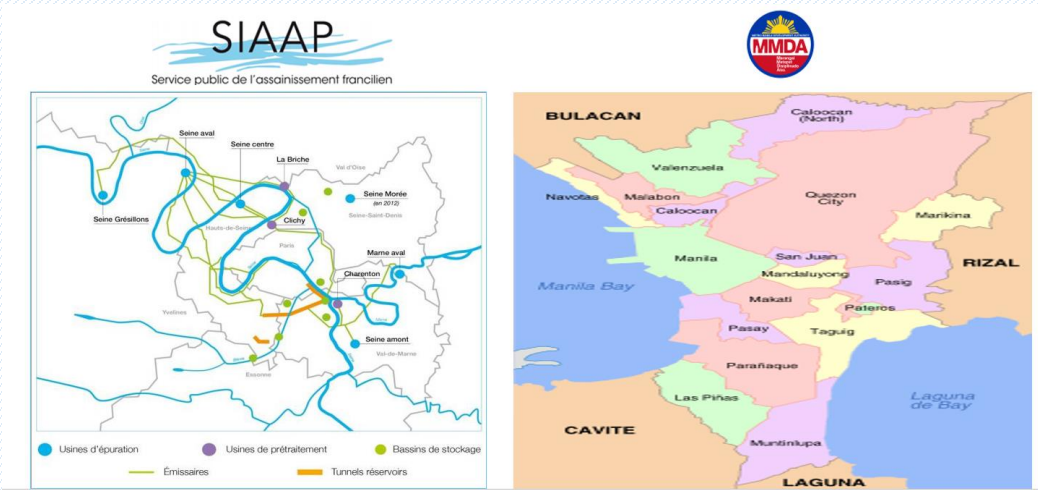 SIAAP
Service public de l'assainissement francilien
Seine aval
Seine centre
La Briche
Val d'Oise
Seine Morée
(en 2012)
Seine-Saint-Denis
Seine Grésillons
Clichy
Hauts-de-Seine
Paris
Marne aval
Charenton
Yvelines
Seine amont
Val-de-Marne
Essonne
Usines d'épuration
Usines de prétraitement
Bassins de stockage
Émissaires
Tunnels réservoirs
MMDA
BULACAN
Caloocan
(North)
Valenzuela
Navotas
Malabon
Caloocan
Quezon
City
Marikina
Manila
San Juan
Mandaluyong
Pasig
RIZAL
Manila Bay
Makati
Pateros
Pasay
Taguig
Parañaque
Las Piñas
Laguna
de Bay
CAVITE
Muntinlupa
LAGUNA